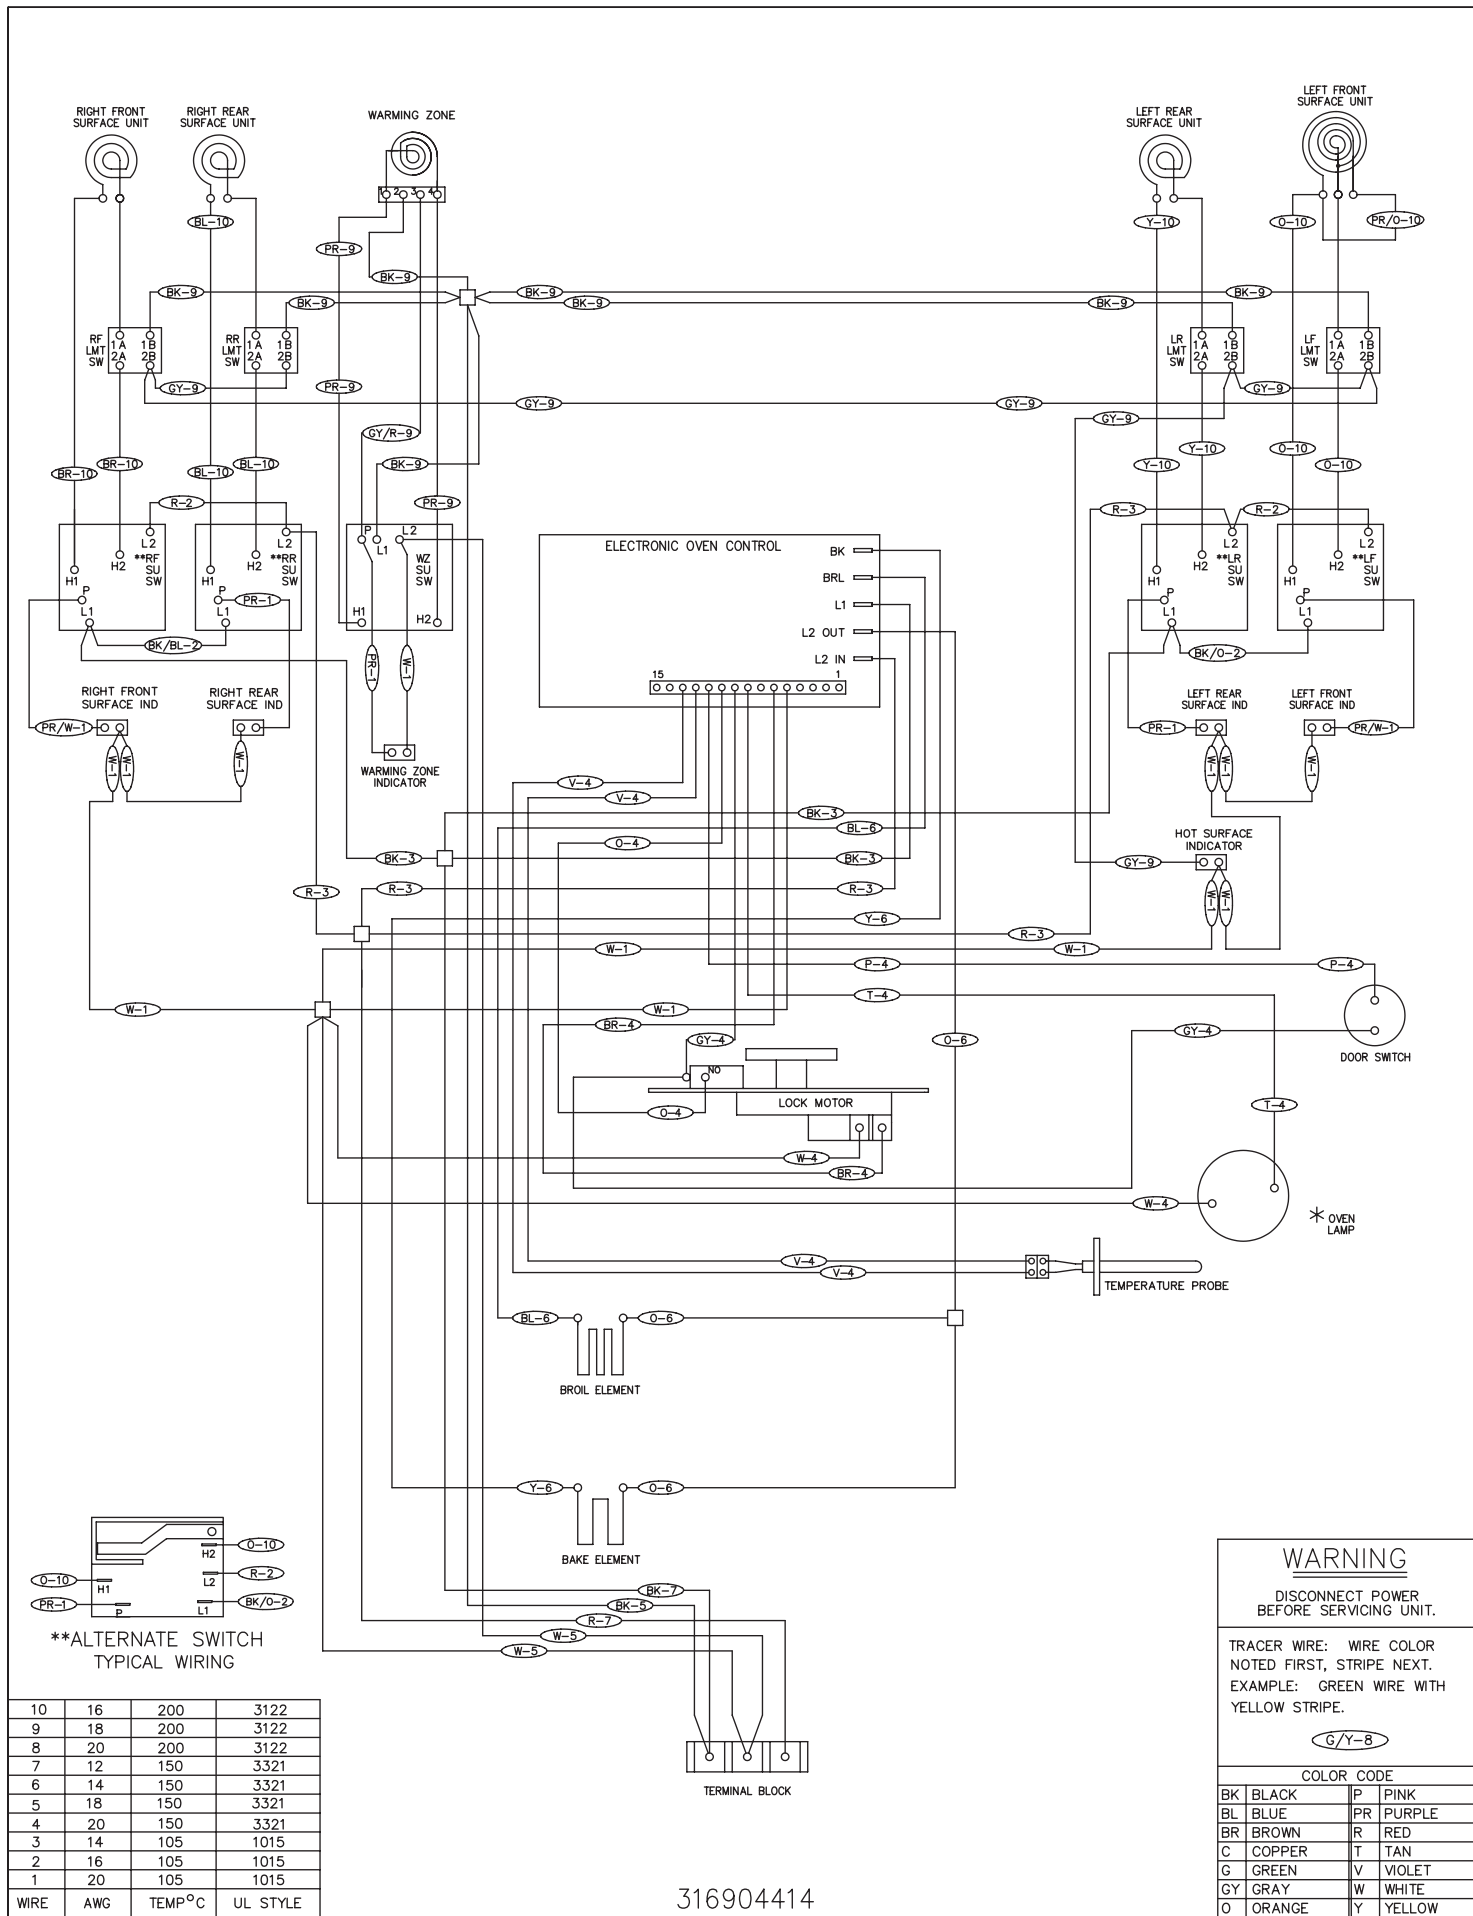 RIGHT FRONT
SURFACE UNIT
RIGHT REAR
SURFACE UNIT
WARMING ZONE
LEFT REAR
SURFACE UNIT
LEFT FRONT
SURFACE UNIT
1 2 3 4
BL-10
Y-10
O-10
PR/O-10
PR-9
BK-9
BK-9
BK-9
BK-9
BK-9
BK-9
BK-9
RF
LMT
SW
1A 1B
2A 2B
RR
LMT
SW
1A 1B
2A 2B
LR
LMT
SW
1A 1B
2A 2B
LF
LMT
SW
1A 1B
2A 2B
GY-9
PR-9
GY-9
GY-9
GY-9
GY-9
GY/R-9
BK-9
BR-10
BR-10
BL-10
BL-10
Y-10
Y-10
O-10
O-10
R-2
PR-9
R-3
R-2
L2
**RF
SU
SW
H1
H2
P
L1
L2
**RR
SU
SW
H1
H2
P
L1
PR-1
P
L1
L2
WZ
SU
SW
H1
H2
ELECTRONIC OVEN CONTROL
BK
BRL
L1
L2 OUT
L2 IN
15
1
L2
**LR
SU
SW
H1
H2
P
L1
L2
**LF
SU
SW
H1
H2
P
L1
BK/BL-2
PR-1
W-1
BK/O-2
RIGHT FRONT
SURFACE IND
RIGHT REAR
SURFACE IND
LEFT REAR
SURFACE IND
LEFT FRONT
SURFACE IND
PR/W-1
W-1
W-1
W-1
WARMING ZONE
INDICATOR
PR-1
W-1
W-1
W-1
PR/W-1
V-4
V-4
BK-3
BL-6
O-4
HOT SURFACE
INDICATOR
BK-3
BK-3
GY-9
R-3
R-3
R-3
W-1
W-1
Y-6
R-3
W-1
W-1
P-4
P-4
T-4
W-1
W-1
BR-4
GY-4
O-6
GY-4
DOOR SWITCH
NO
LOCK MOTOR
O-4
T-4
W-4
BR-4
W-4
* OVEN
LAMP
V-4
V-4
TEMPERATURE PROBE
BL-6
O-6
BROIL ELEMENT
Y-6
O-6
BAKE ELEMENT
H2
O-10
O-10
H1
L2
R-2
PR-1
P
L1
BK/O-2
**ALTERNATE SWITCH
TYPICAL WIRING
BK-7
BK-5
R-7
W-5
W-5
TERMINAL BLOCK
10 16 200 3122
9 18 200 3122
8 20 200 3122
7 12 150 3321
6 14 150 3321
5 18 150 3321
4 20 150 3321
3 14 105 1015
2 16 105 1015
1 20 105 1015
WIRE AWG TEMP°C UL STYLE
316904414
WARNING
DISCONNECT POWER
BEFORE SERVICING UNIT.
TRACER WIRE: WIRE COLOR
NOTED FIRST, STRIPE NEXT.
EXAMPLE: GREEN WIRE WITH
YELLOW STRIPE.
G/Y-8
COLOR CODE
BK BLACK P PINK
BL BLUE PR PURPLE
BR BROWN R RED
C COPPER T TAN
G GREEN V VIOLET
GY GRAY W WHITE
O ORANGE Y YELLOW